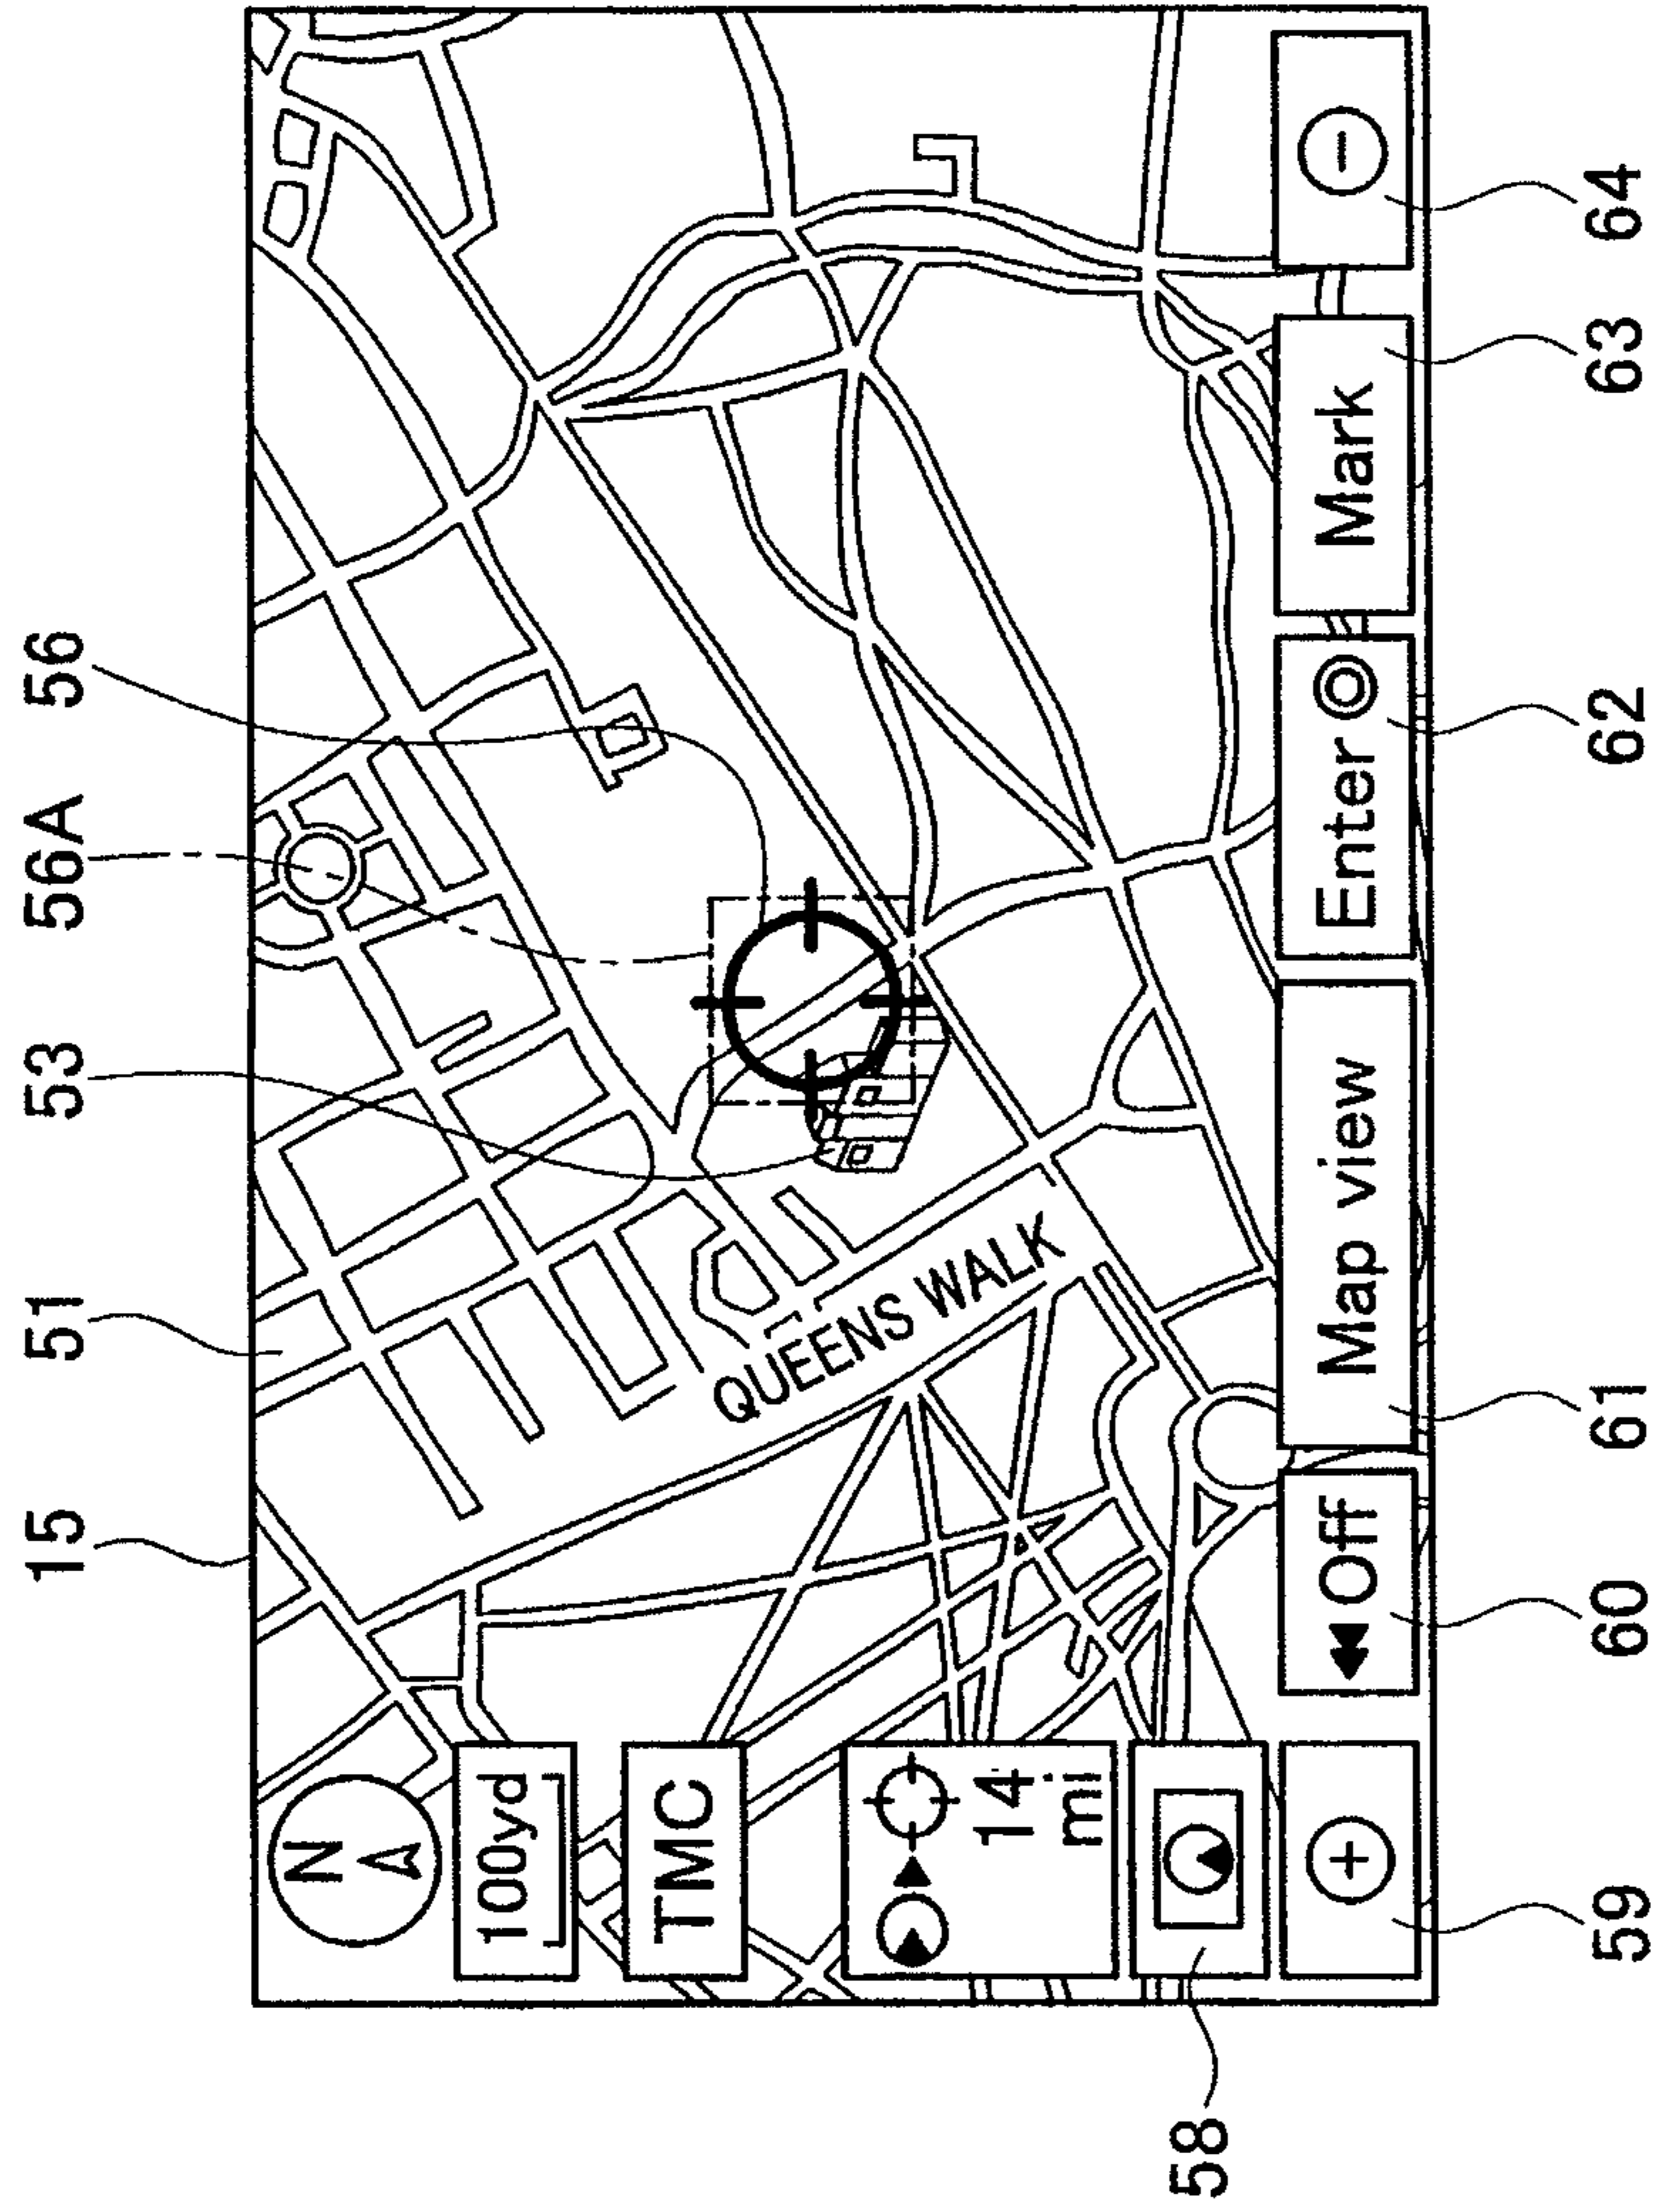 15
51
53
56A
56
N
100yd
TMC
14
mi
QUEENS WALK
+
◀Off
Map view
Enter
Mark
−
58
59
60
61
62
63
64